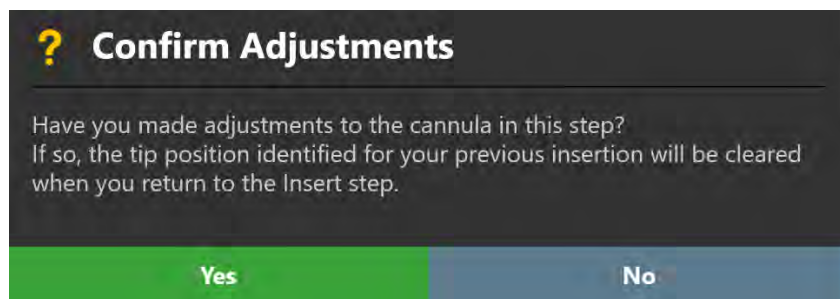 ? Confirm Adjustments
Have you made adjustments to the cannula in this step?
If so, the tip position identified for your previous insertion will be cleared
when you return to the Insert step.
Yes No